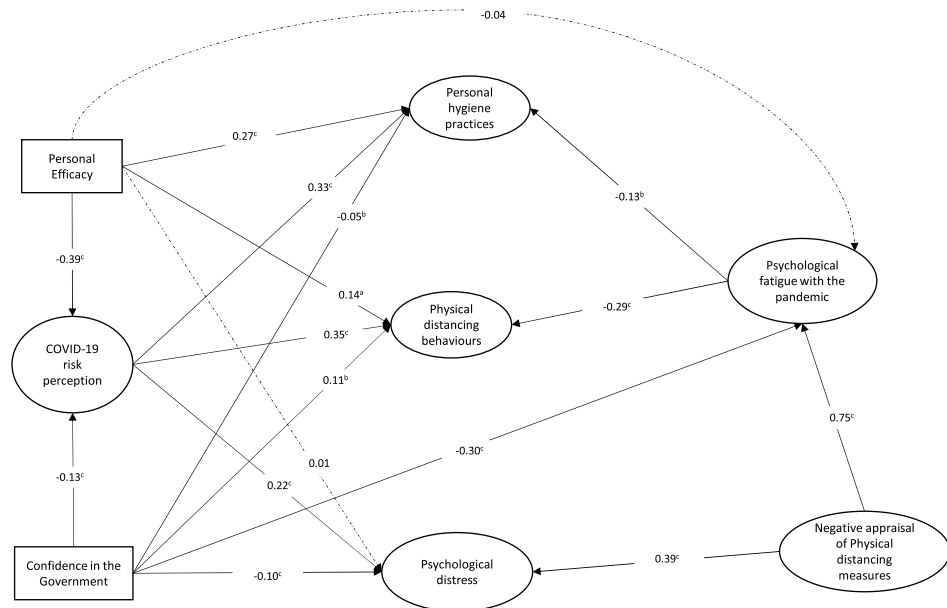 -0.04
Personal
hygiene
practices
0.27ᶜ
Personal
Efficacy
0.33ᶜ
-0.13ᵇ
-0.05ᵇ
-0.39ᶜ
Psychological
fatigue with the
pandemic
0.14ᵃ
Physical
distancing
behaviours
-0.29ᶜ
0.35ᶜ
COVID-19
risk
perception
0.11ᵇ
0.75ᶜ
-0.30ᶜ
0.01
-0.13ᶜ
0.22ᶜ
Negative appraisal
of Physical
distancing
measures
Confidence in the
Government
-0.10ᶜ
Psychological
distress
0.39ᶜ